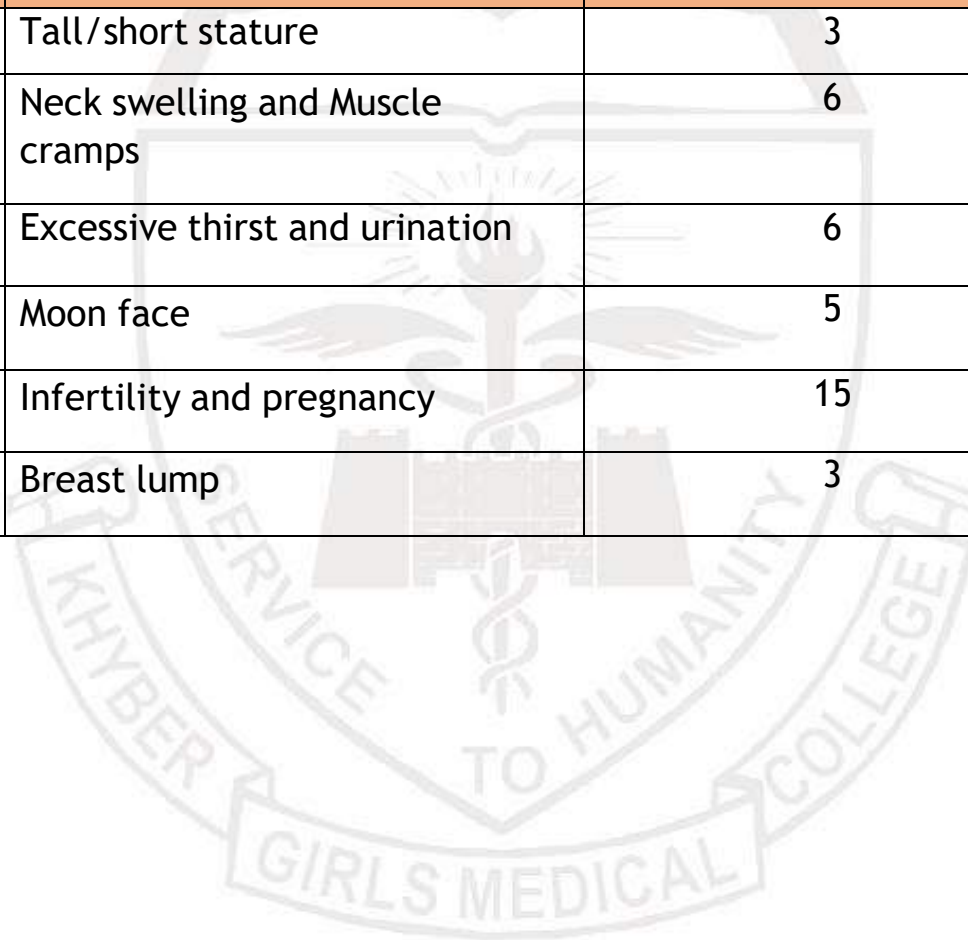 Tall/short stature 3
Neck swelling and Muscle 6
cramps
Excessive thirst and urination 6
Moon face 5
Infertility and pregnancy 15
Breast lump 3
SERVICE TO HUMANITY
KHYBER GIRLS MEDICAL COLLEGE